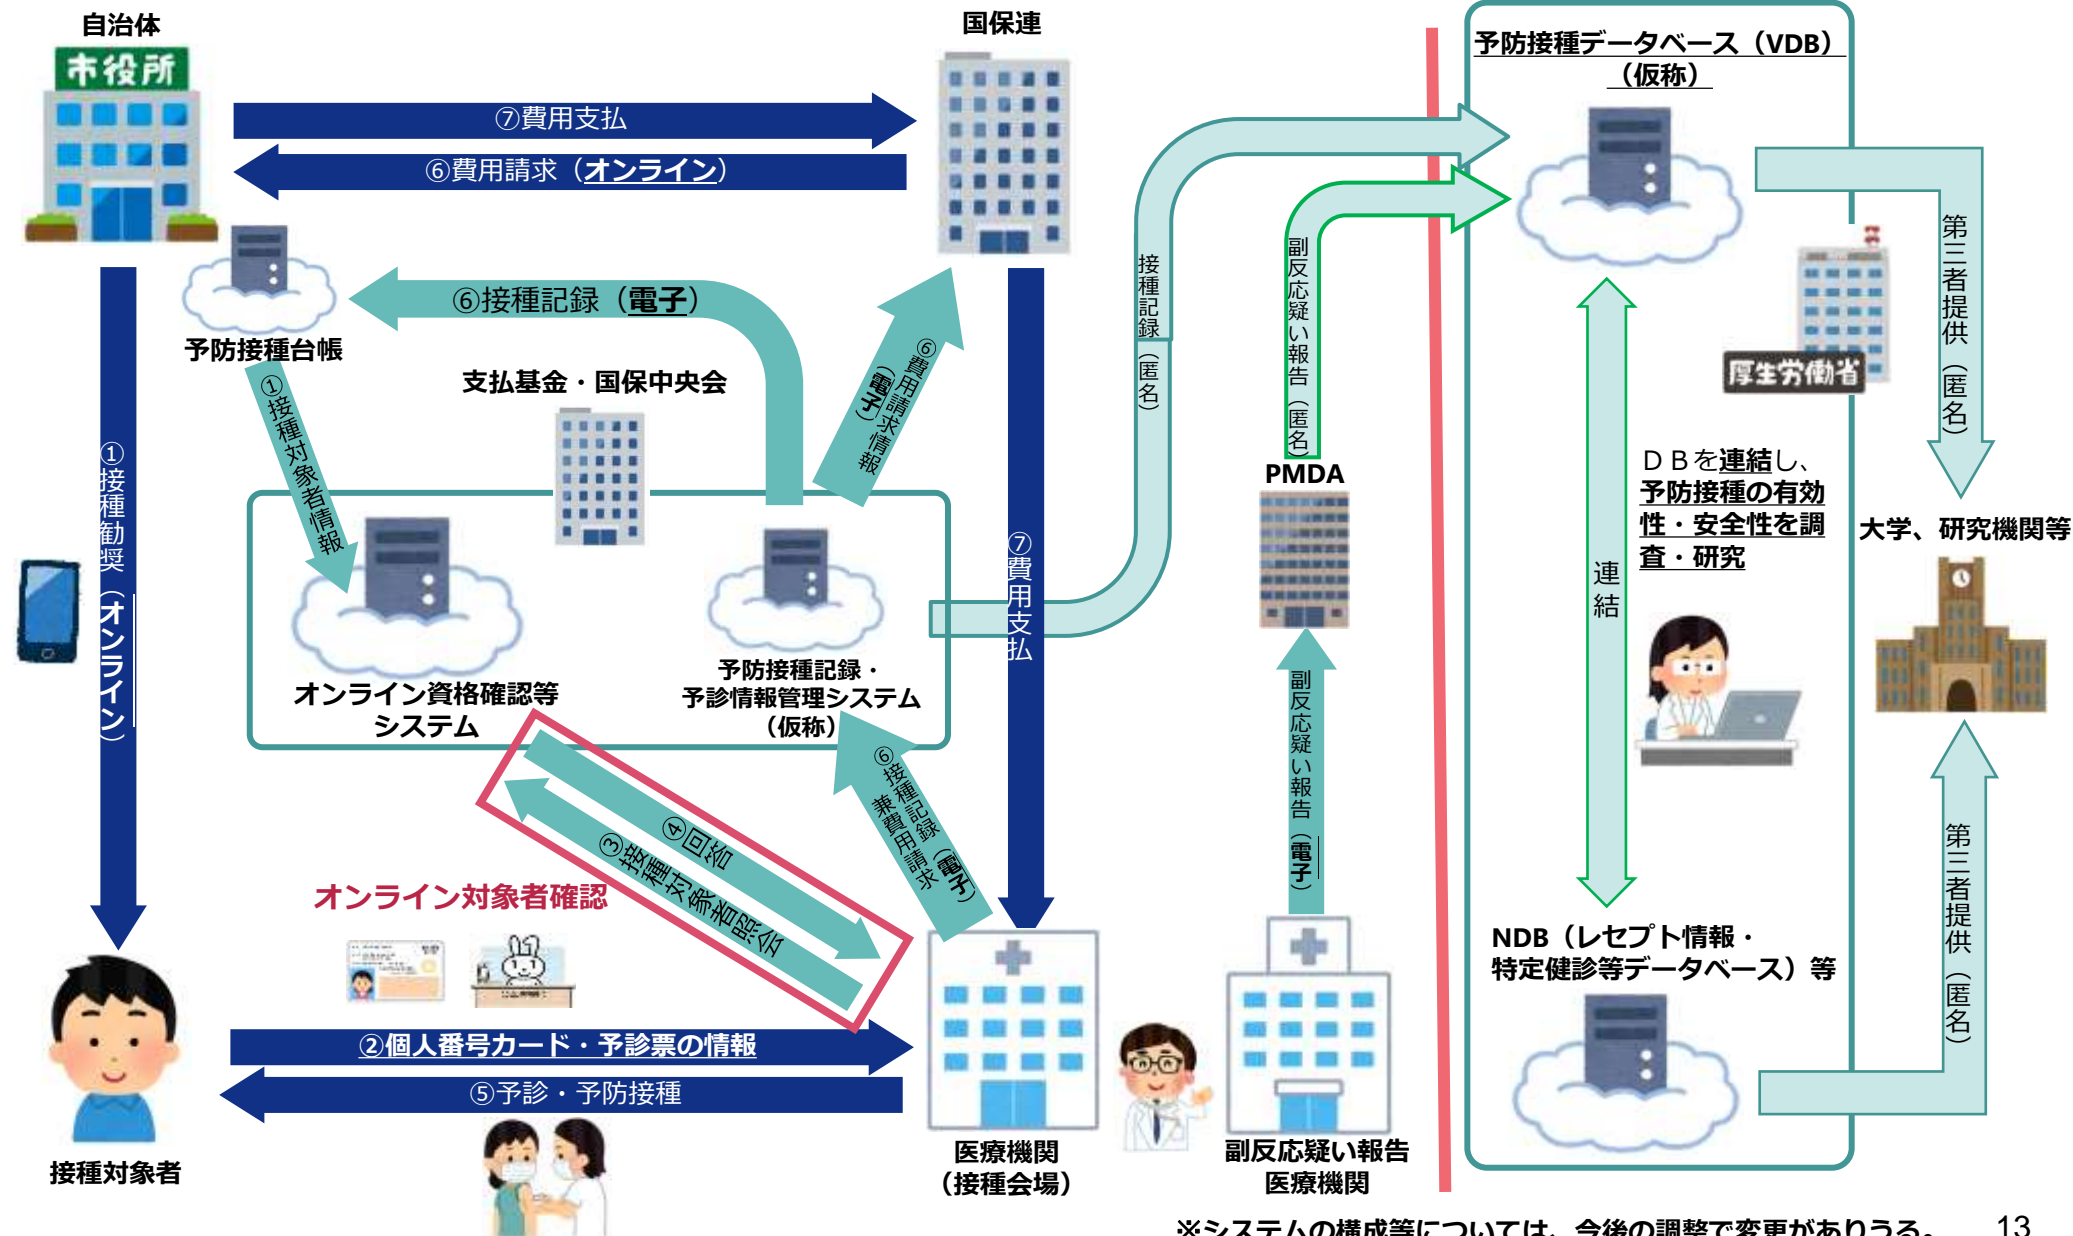 自治体
市役所
国保連
⑦費用支払
⑥費用請求（オンライン）
予防接種台帳
⑥接種記録（電子）
支払基金・国保中央会
⑥費用請求情報
（電子）
①接種対象者情報
①接種勧奨（オンライン）
オンライン資格確認等
システム
予防接種記録・
予診情報管理システム
（仮称）
⑦費用支払
④回答
③接種対象者照会
⑥接種記録（電子）
兼費用請求
オンライン対象者確認
②個人番号カード・予診票の情報
⑤予診・予防接種
接種対象者
医療機関
（接種会場）
接種記録（匿名）
副反応疑い報告（匿名）
PMDA
副反応疑い報告（電子）
副反応疑い報告
医療機関
予防接種データベース（VDB）
（仮称）
厚生労働省
第三者提供（匿名）
ＤＢを連結し、
予防接種の有効
性・安全性を調
査・研究
連結
大学、研究機関等
NDB（レセプト情報・
特定健診等データベース）等
第三者提供（匿名）
※システムの構成等については、今後の調整で変更がありうる。
13